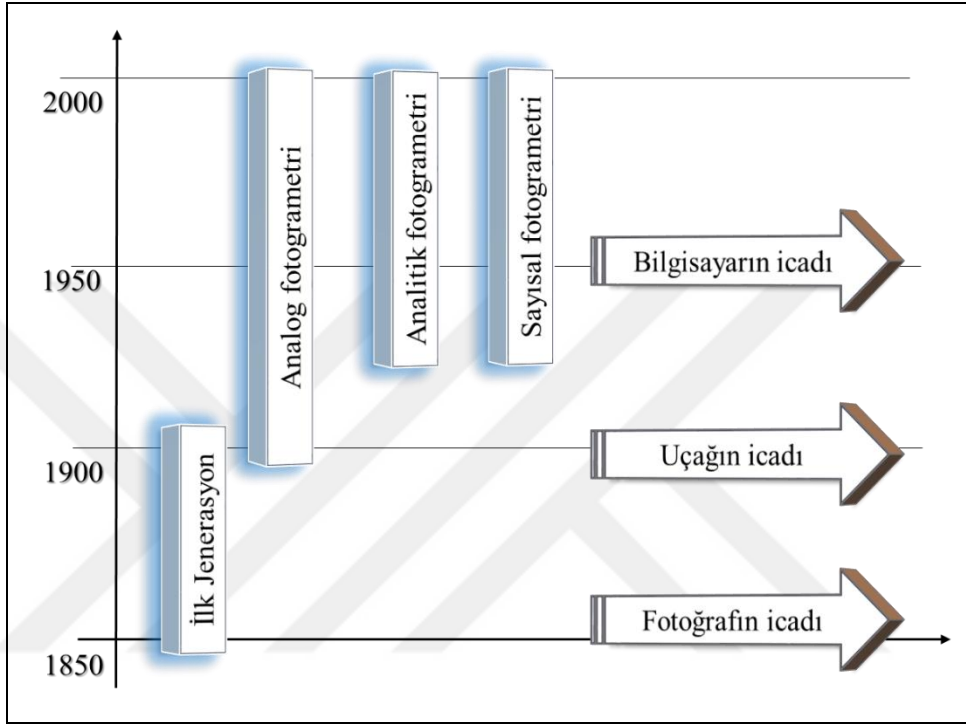 2000
1950
1900
1850
İlk Jenerasyon
Analog fotogrametri
Analitik fotogrametri
Sayısal fotogrametri
Bilgisayarın icadı
Uçağın icadı
Fotoğrafın icadı